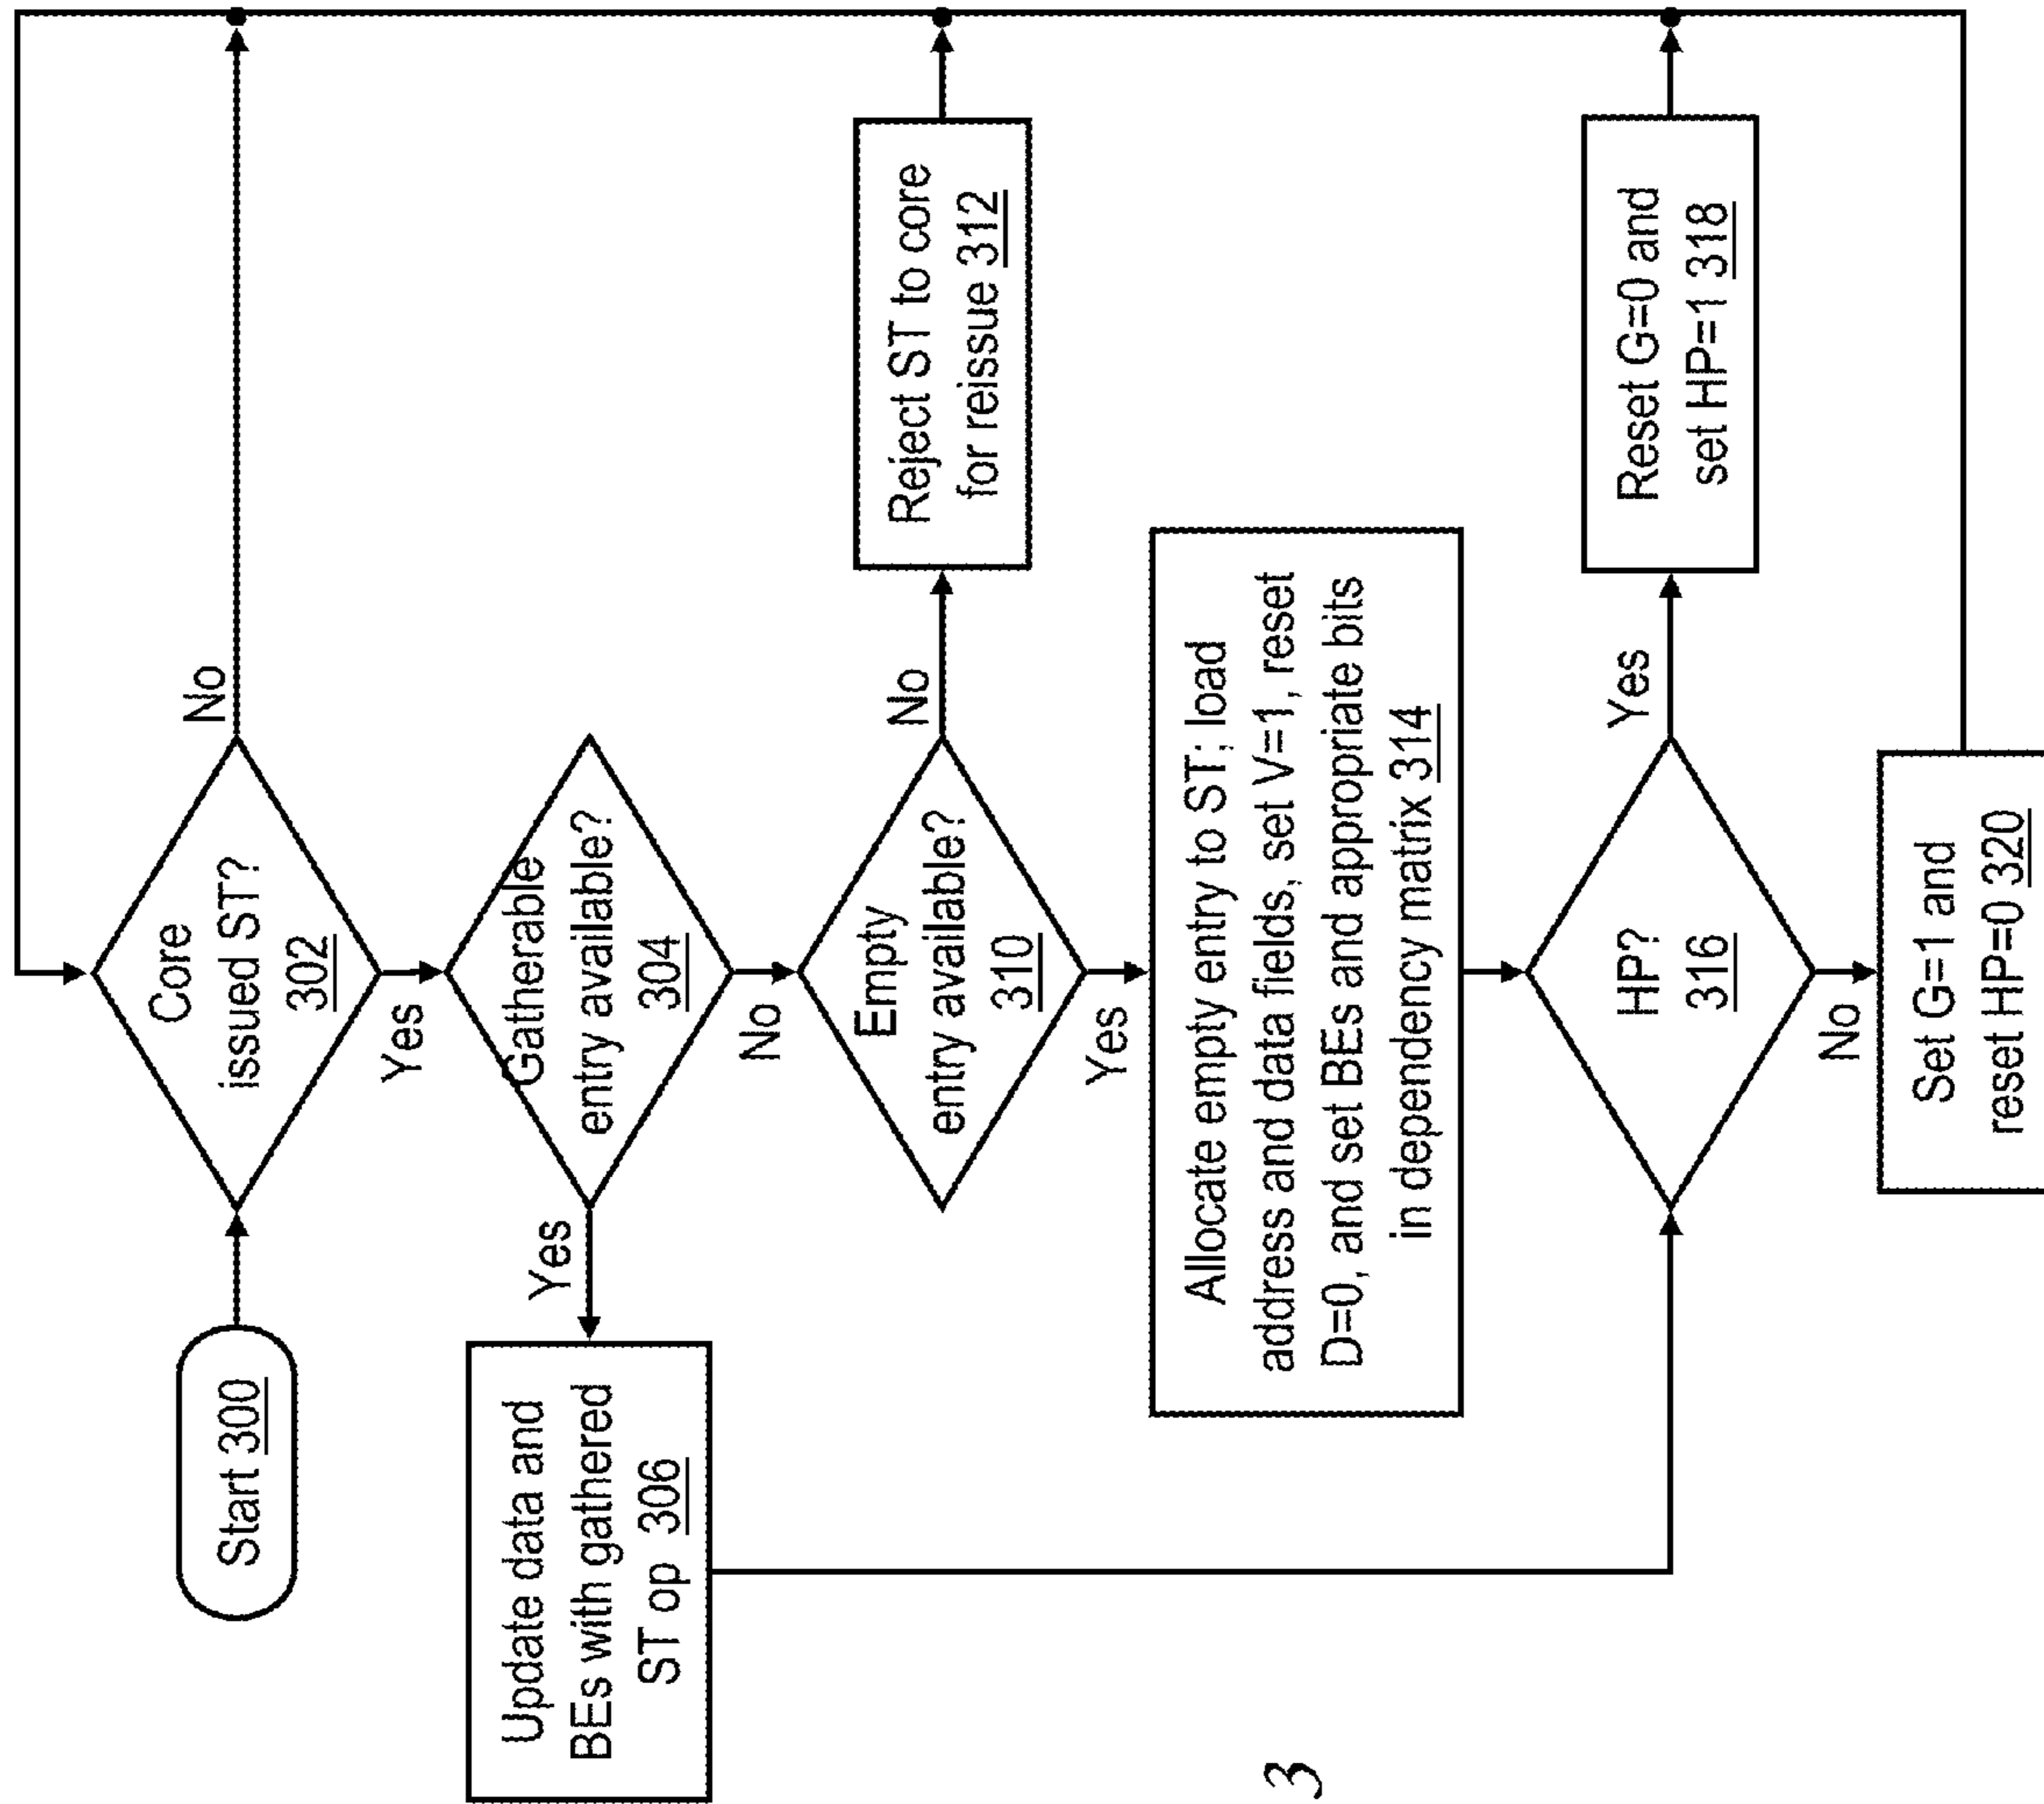 Start 300
Core
issued ST?
302
No
Yes
Gatherable
entry available?
304
Yes
Update data and
BEs with gathered
ST op 306
No
Empty
entry available?
310
No
Reject ST to core
for reissue 312
Yes
Allocate empty entry to ST; load
address and data fields, set V=1, reset
D=0, and set BEs and appropriate bits
in dependency matrix 314
HP?
316
Yes
Reset G=0 and
set HP=1 318
No
Set G=1 and
reset HP=0 320
3